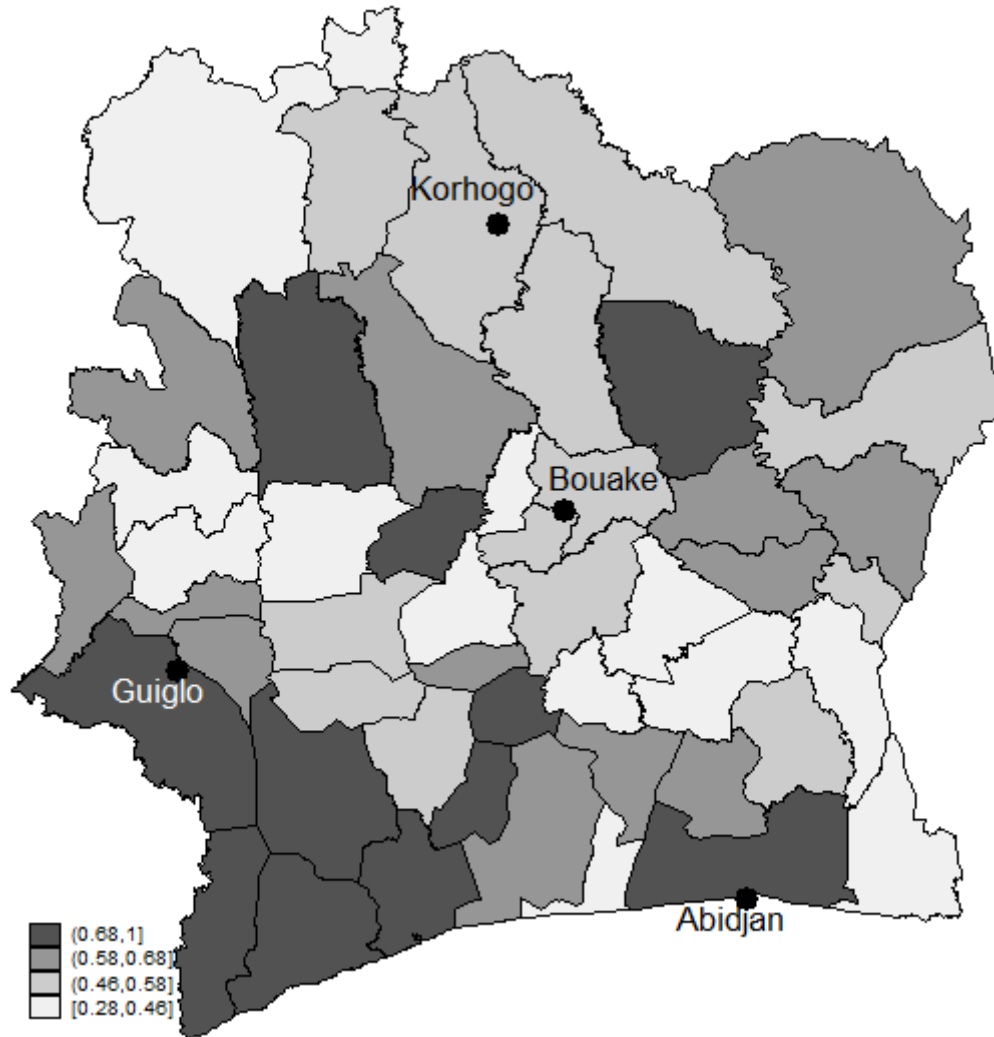 Korhogo
Bouake
Guiglo
Abidjan
(0.68,1]
(0.58,0.68]
(0.46,0.58]
[0.28,0.46]